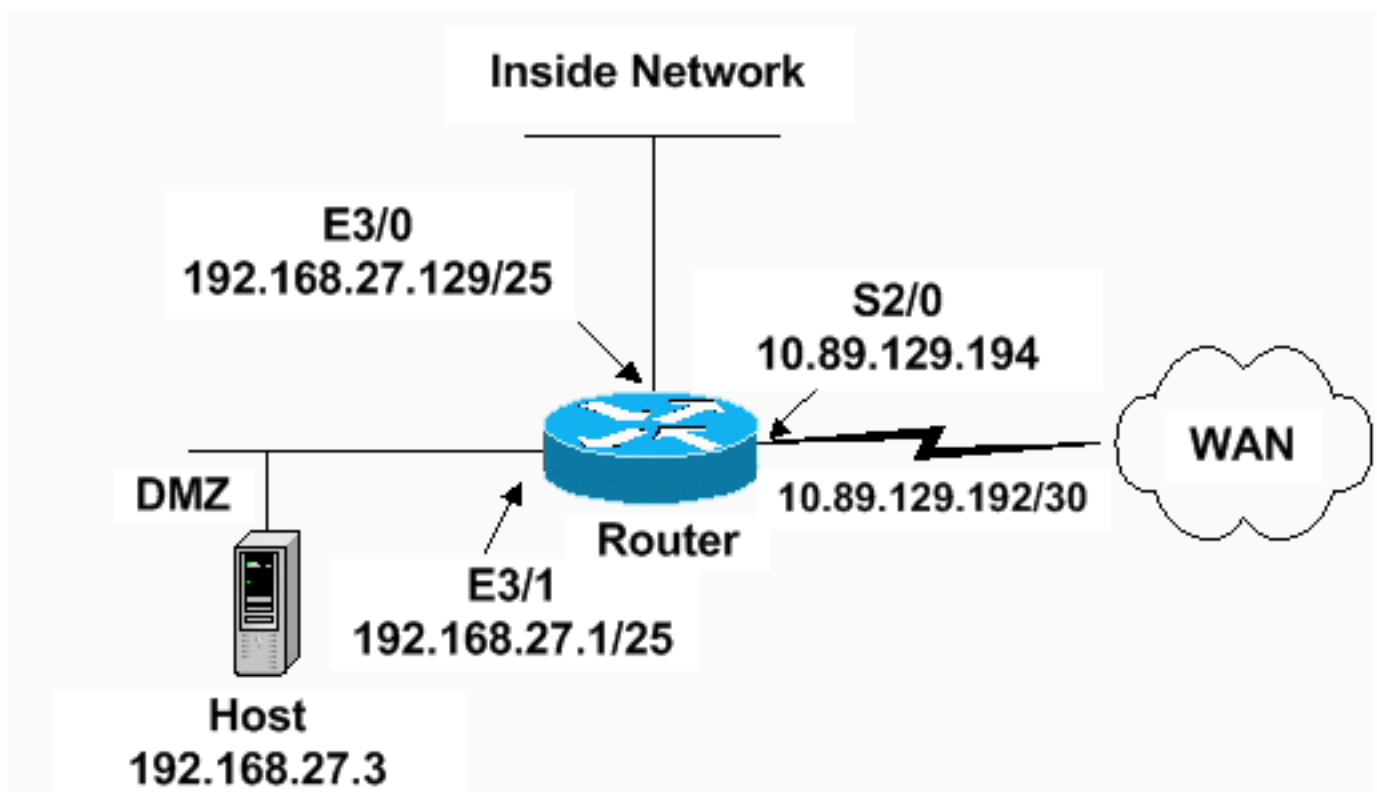 Inside Network
E3/0
192.168.27.129/25
S2/0
10.89.129.194
WAN
DMZ
10.89.129.192/30
Router
E3/1
192.168.27.1/25
Host
192.168.27.3